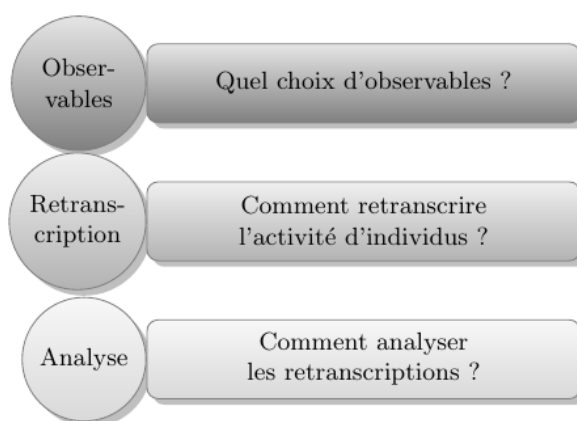 Obser-
vables
Quel choix d'observables ?
Retrans-
cription
Comment retranscrire
l'activité d'individus ?
Analyse
Comment analyser
les retranscriptions ?